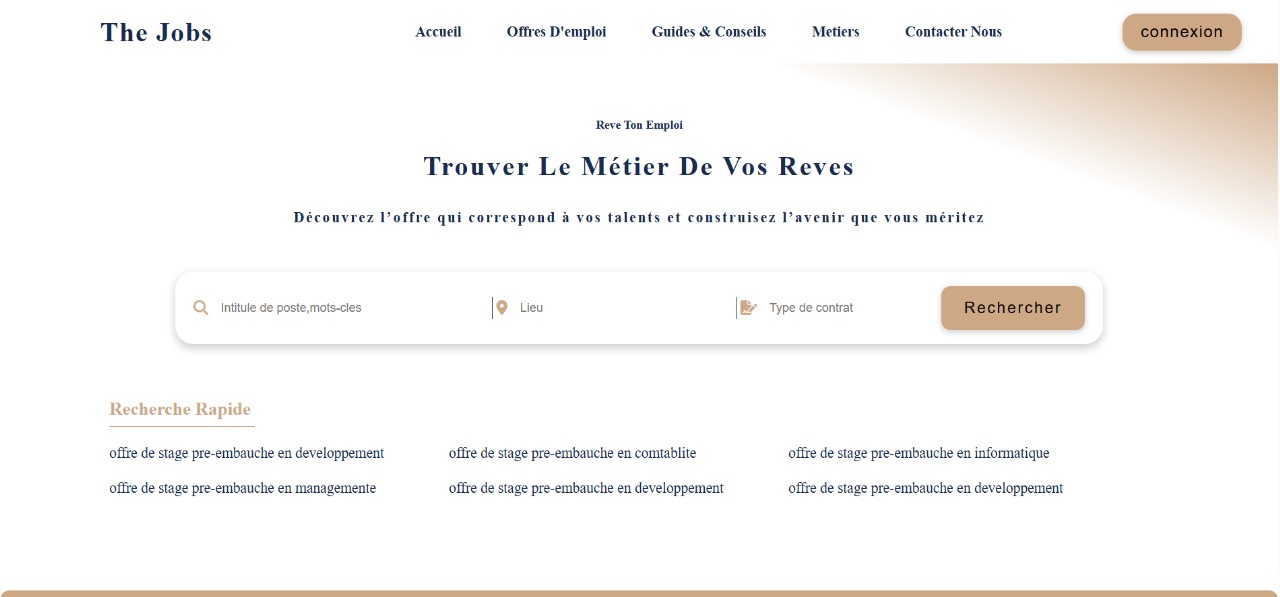 The Jobs Accueil Offres D'emploi Guides & Conseils Metiers Contacter Nous connexion
Reve Ton Emploi
Trouver Le Métier De Vos Reves
Découvrez l’offre qui correspond à vos talents et construisez l’avenir que vous méritez
Intitule de poste,mots-cles Lieu Type de contrat Rechercher
Recherche Rapide
offre de stage pre-embauche en developpement offre de stage pre-embauche en comtablite offre de stage pre-embauche en informatique
offre de stage pre-embauche en managemente offre de stage pre-embauche en developpement offre de stage pre-embauche en developpement